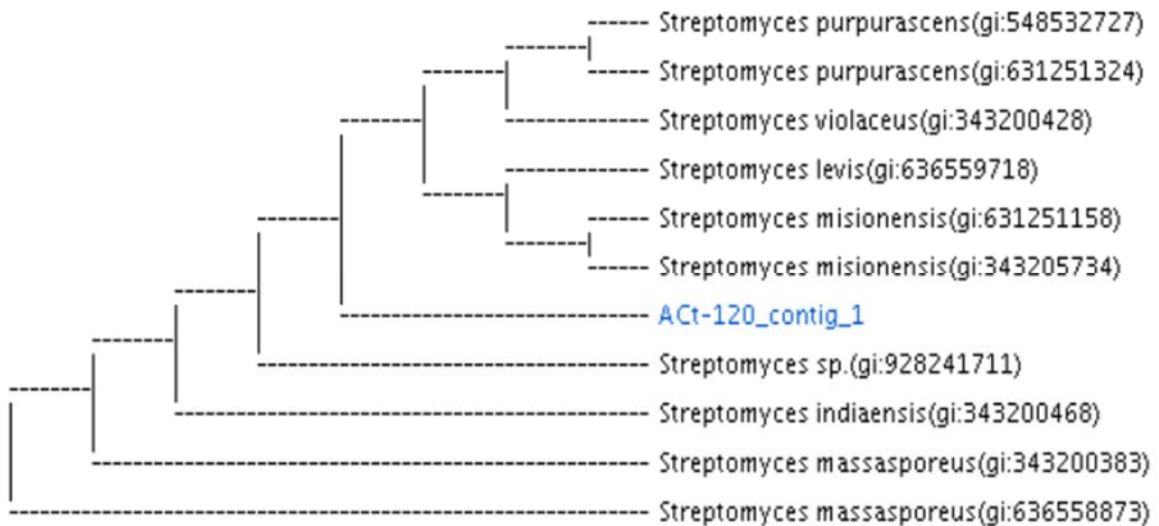 Streptomyces purpurascens(gi:548532727)
Streptomyces purpurascens(gi:631251324)
Streptomyces violaceus(gi:343200428)
Streptomyces levis(gi:636559718)
Streptomyces misionensis(gi:631251158)
Streptomyces misionensis(gi:343205734)
ACt-120_contig_1
Streptomyces sp.(gi:928241711)
Streptomyces indiaensis(gi:343200468)
Streptomyces massasporeus(gi:343200383)
Streptomyces massasporeus(gi:636558873)